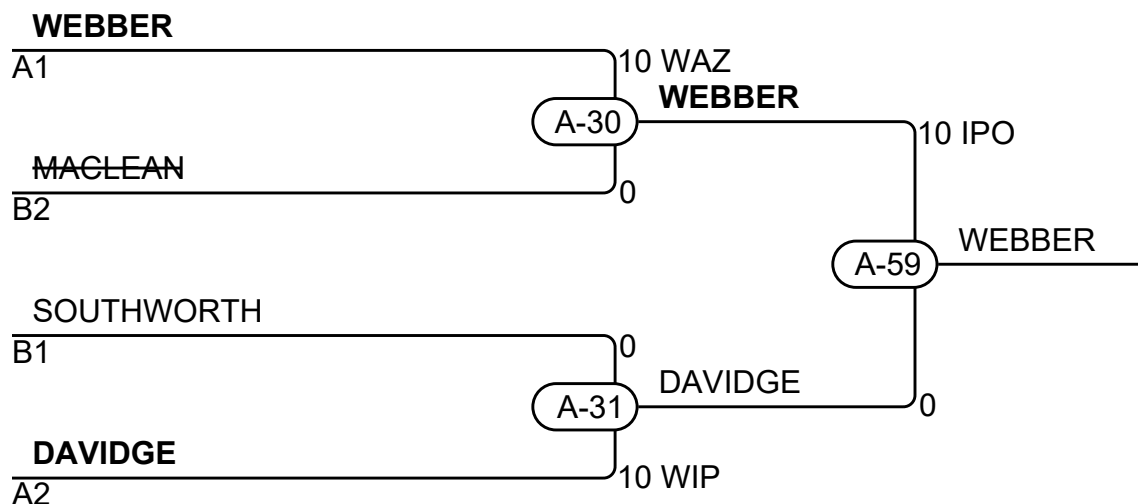 WEBBER
A1
10 WAZ
WEBBER
A-30
10 IPO
MACLEAN
B2
0
WEBBER
A-59
SOUTHWORTH
B1
0
DAVIDGE
A-31
0
DAVIDGE
10 WIP
A2